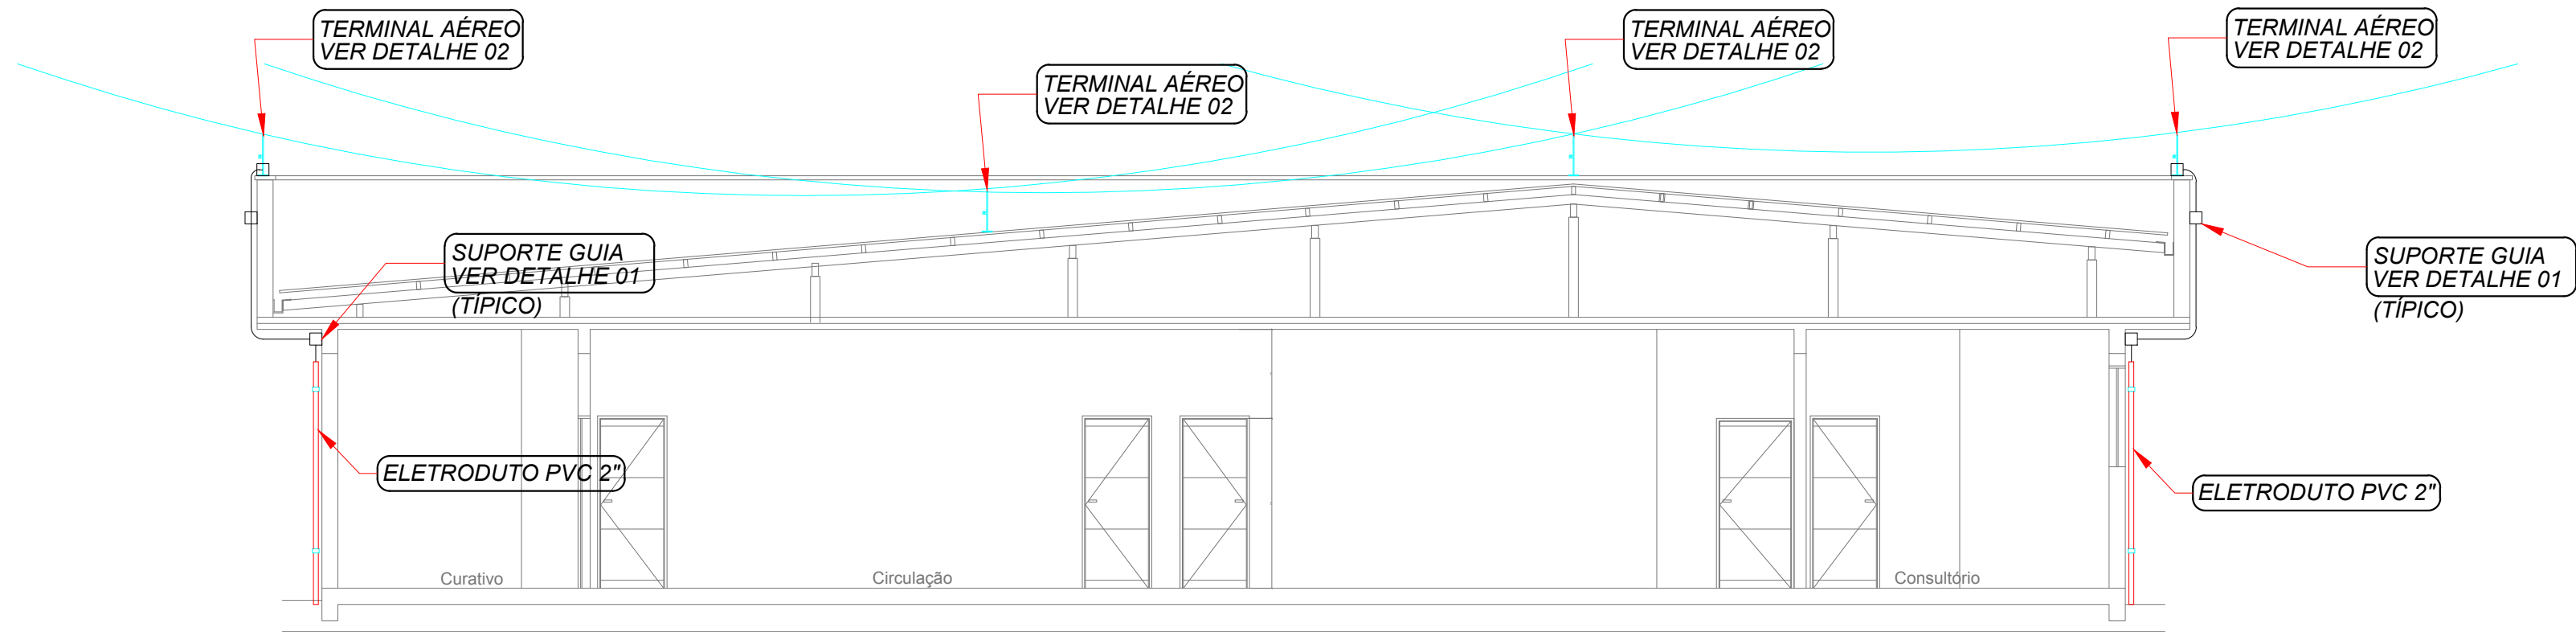 TERMINAL AÉREO
VER DETALHE 02
TERMINAL AÉREO
VER DETALHE 02
TERMINAL AÉREO
VER DETALHE 02
TERMINAL AÉREO
VER DETALHE 02
SUPORTE GUIA
VER DETALHE 01
(TÍPICO)
SUPORTE GUIA
VER DETALHE 01
(TÍPICO)
ELETRODUTO PVC 2"
ELETRODUTO PVC 2"
Curativo
Circulação
Consultório